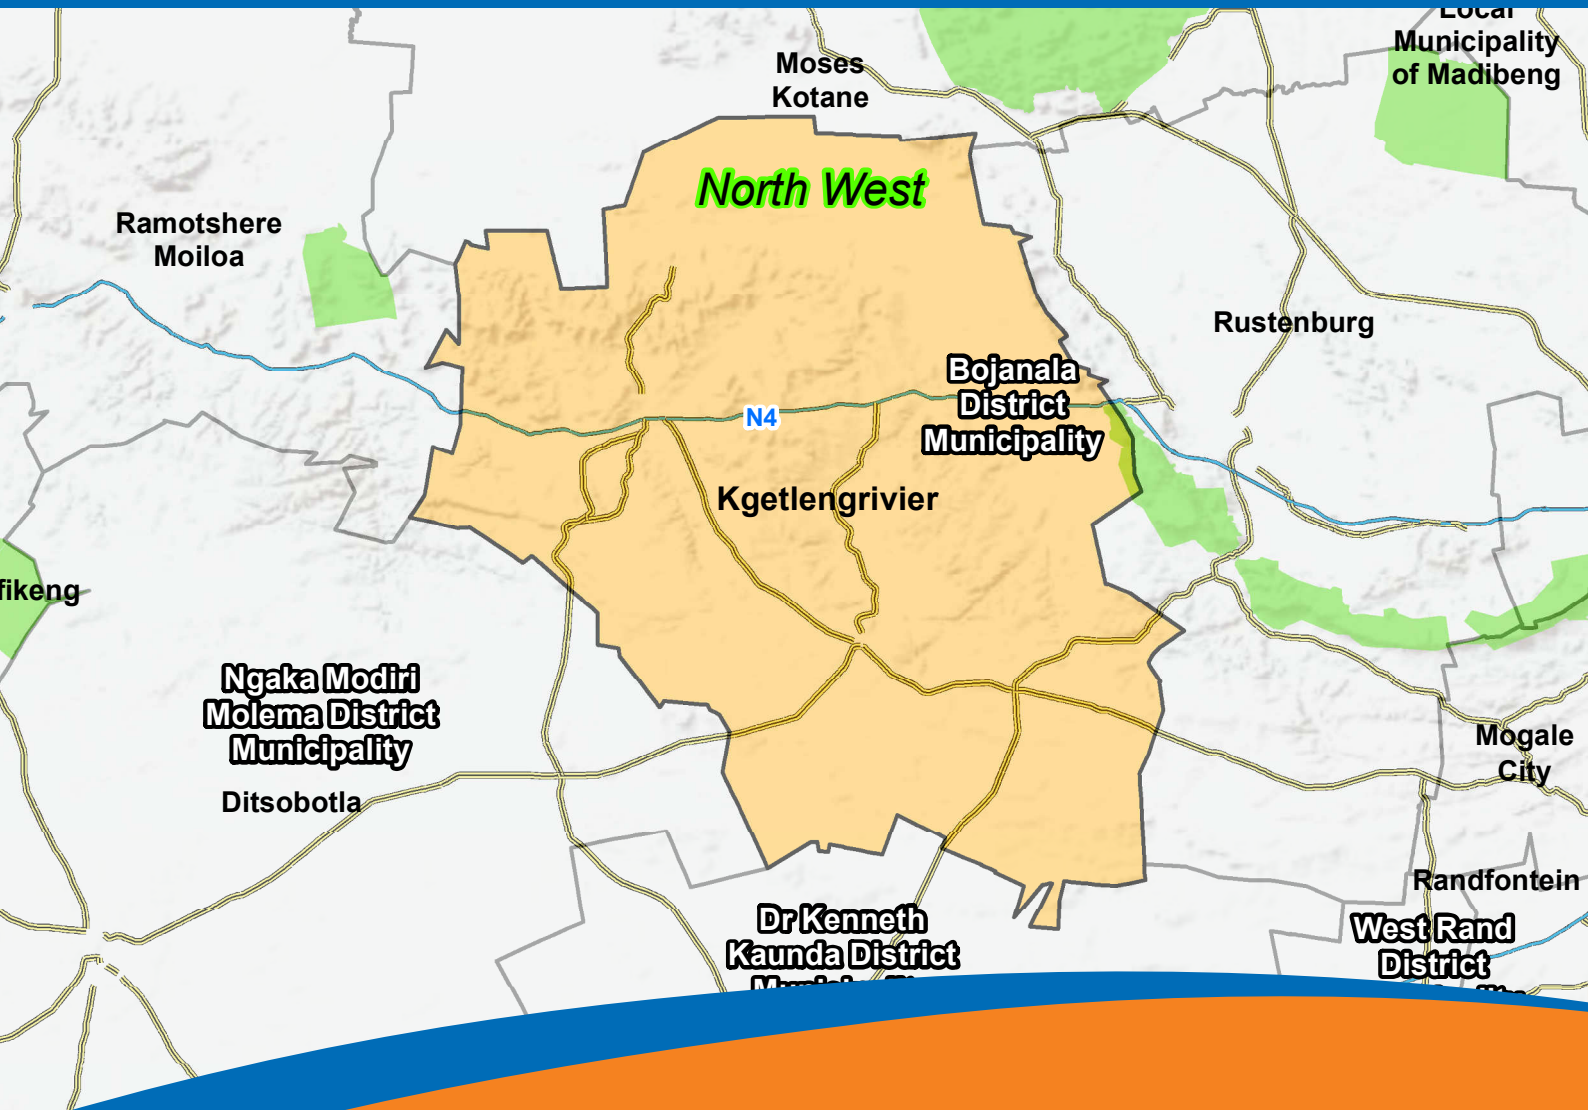 Local
Municipality
of Madibeng
Moses
Kotane
North West
Ramotshere
Moiloa
Rustenburg
Bojanala
District
Municipality
N4
Kgetlengrivier
fikeng
Ngaka Modiri
Molema District
Municipality
Ditsobotla
Mogale
City
Randfontein
Dr Kenneth
Kaunda District
West Rand
District